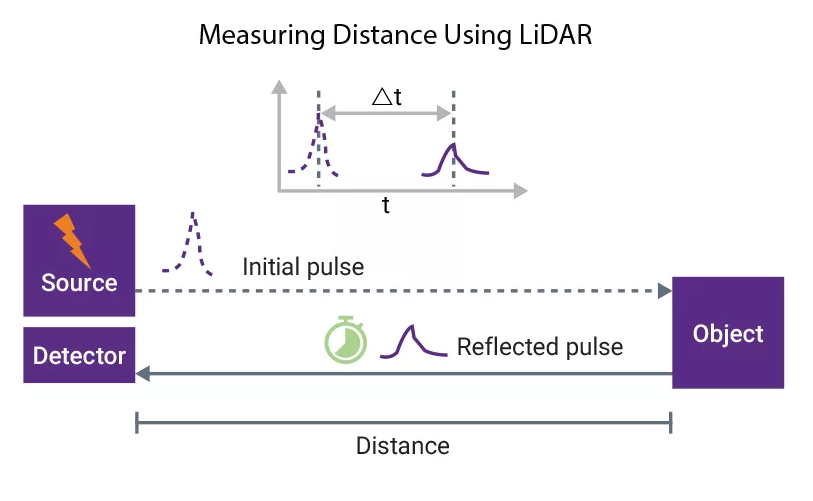 Measuring Distance Using LiDAR
△t
t
Source
Initial pulse
Object
Detector
Reflected pulse
Distance